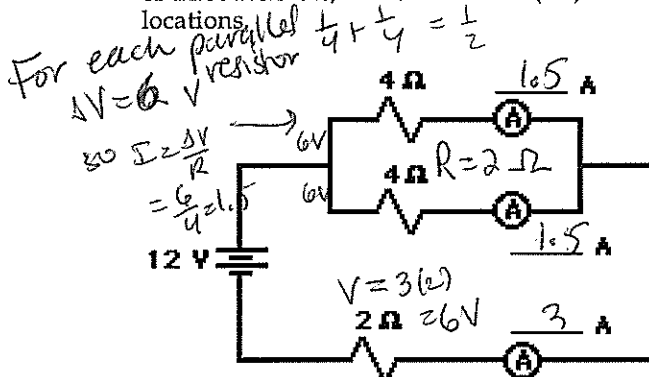 locations.
For each parallel 1/4 + 1/4 = 1/2
resistor
ΔV = 6 V
so I = ΔV/R
= 6/4 = 1.5
6V
6V
4 Ω
1.5 A
A
4 Ω
R = 2 Ω
A
1.5 A
12 V
V = 3(2)
= 6V
2 Ω
3 A
A